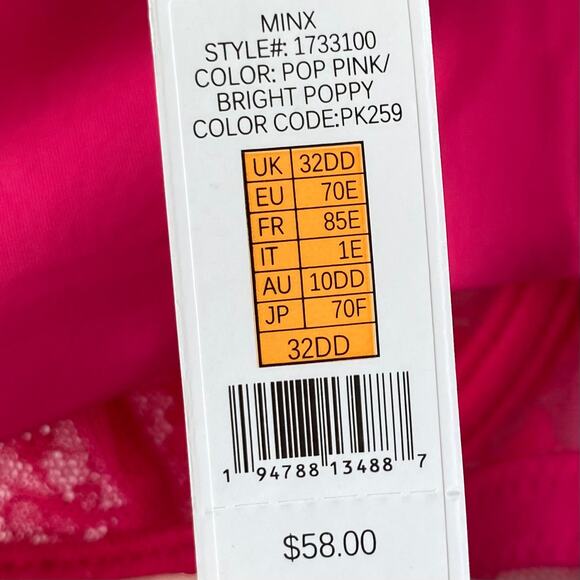 MINX
STYLE#: 1733100
COLOR: POP PINK/
BRIGHT POPPY
COLOR CODE:PK259
UK 32DD
EU 70E
FR 85E
IT 1E
AU 10DD
JP 70F
32DD
1 94788 13488 7
$58.00